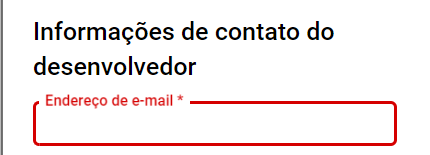 Informações de contato do
desenvolvedor
Endereço de e-mail *